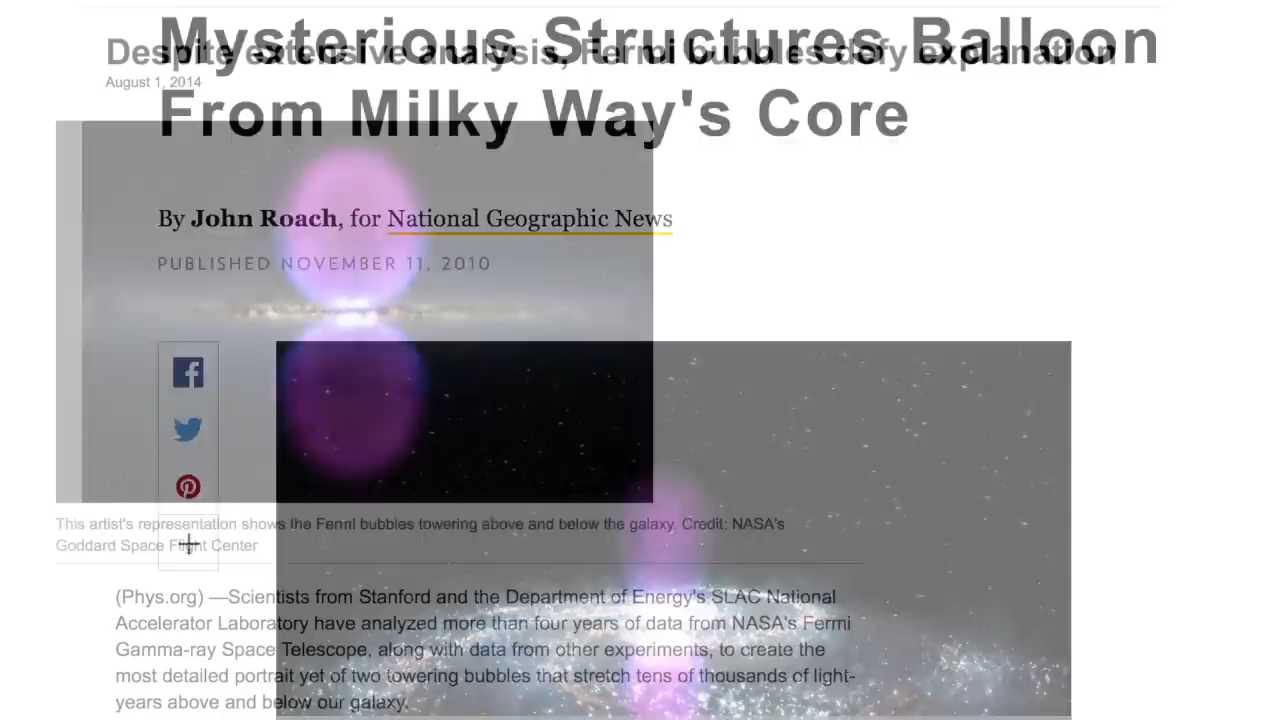 Mysterious Structures Balloon
From Milky Way's Core
Despite extensive analysis, Fermi bubbles defy explanation
August 1, 2014
By John Roach, for National Geographic News
PUBLISHED NOVEMBER 11, 2010
This artist's representation shows the Fermi bubbles towering above and below the galaxy. Credit: NASA's
Goddard Space Flight Center
(Phys.org) —Scientists from Stanford and the Department of Energy's SLAC National
Accelerator Laboratory have analyzed more than four years of data from NASA's Fermi
Gamma-ray Space Telescope, along with data from other experiments, to create the
most detailed portrait yet of two towering bubbles that stretch tens of thousands of light-
years above and below our galaxy.